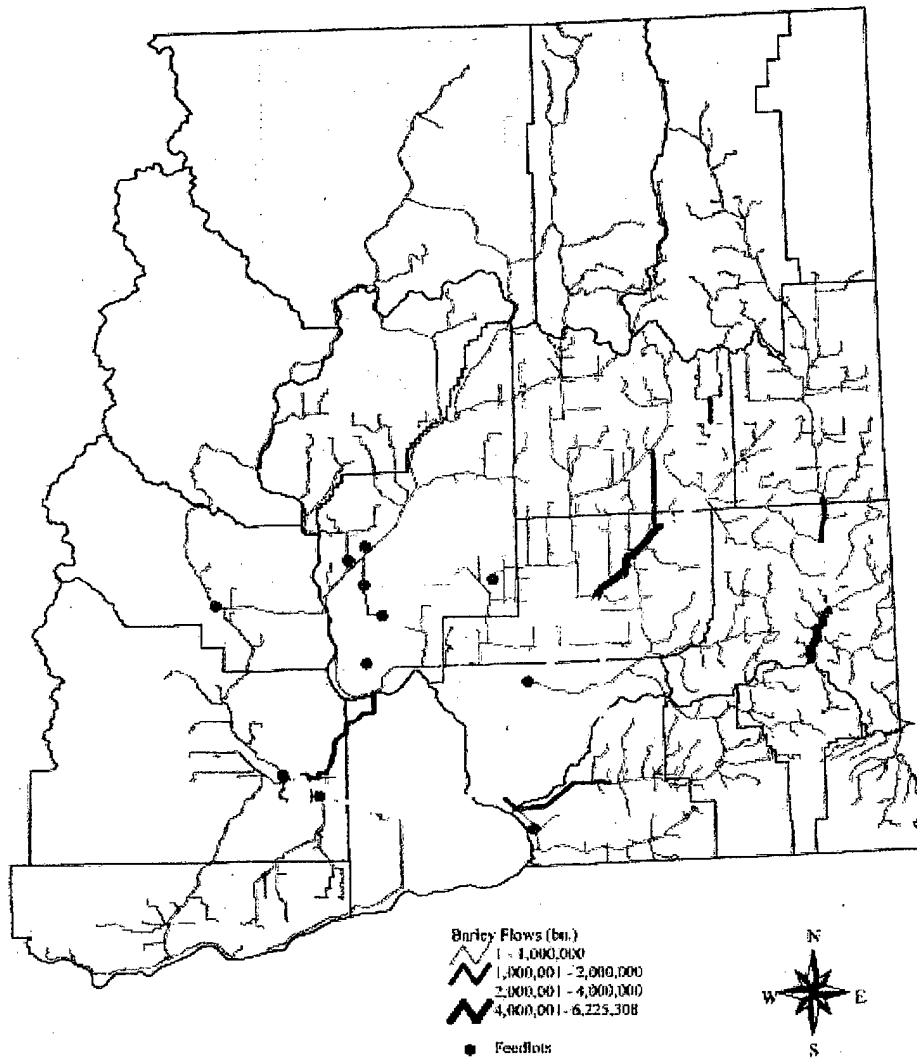 Barley Flows (bu.)
1 - 1,000,000
1,000,001 - 2,000,000
2,000,001 - 4,000,000
4,000,001 - 6,225,308
Feedlots
N
W E
S